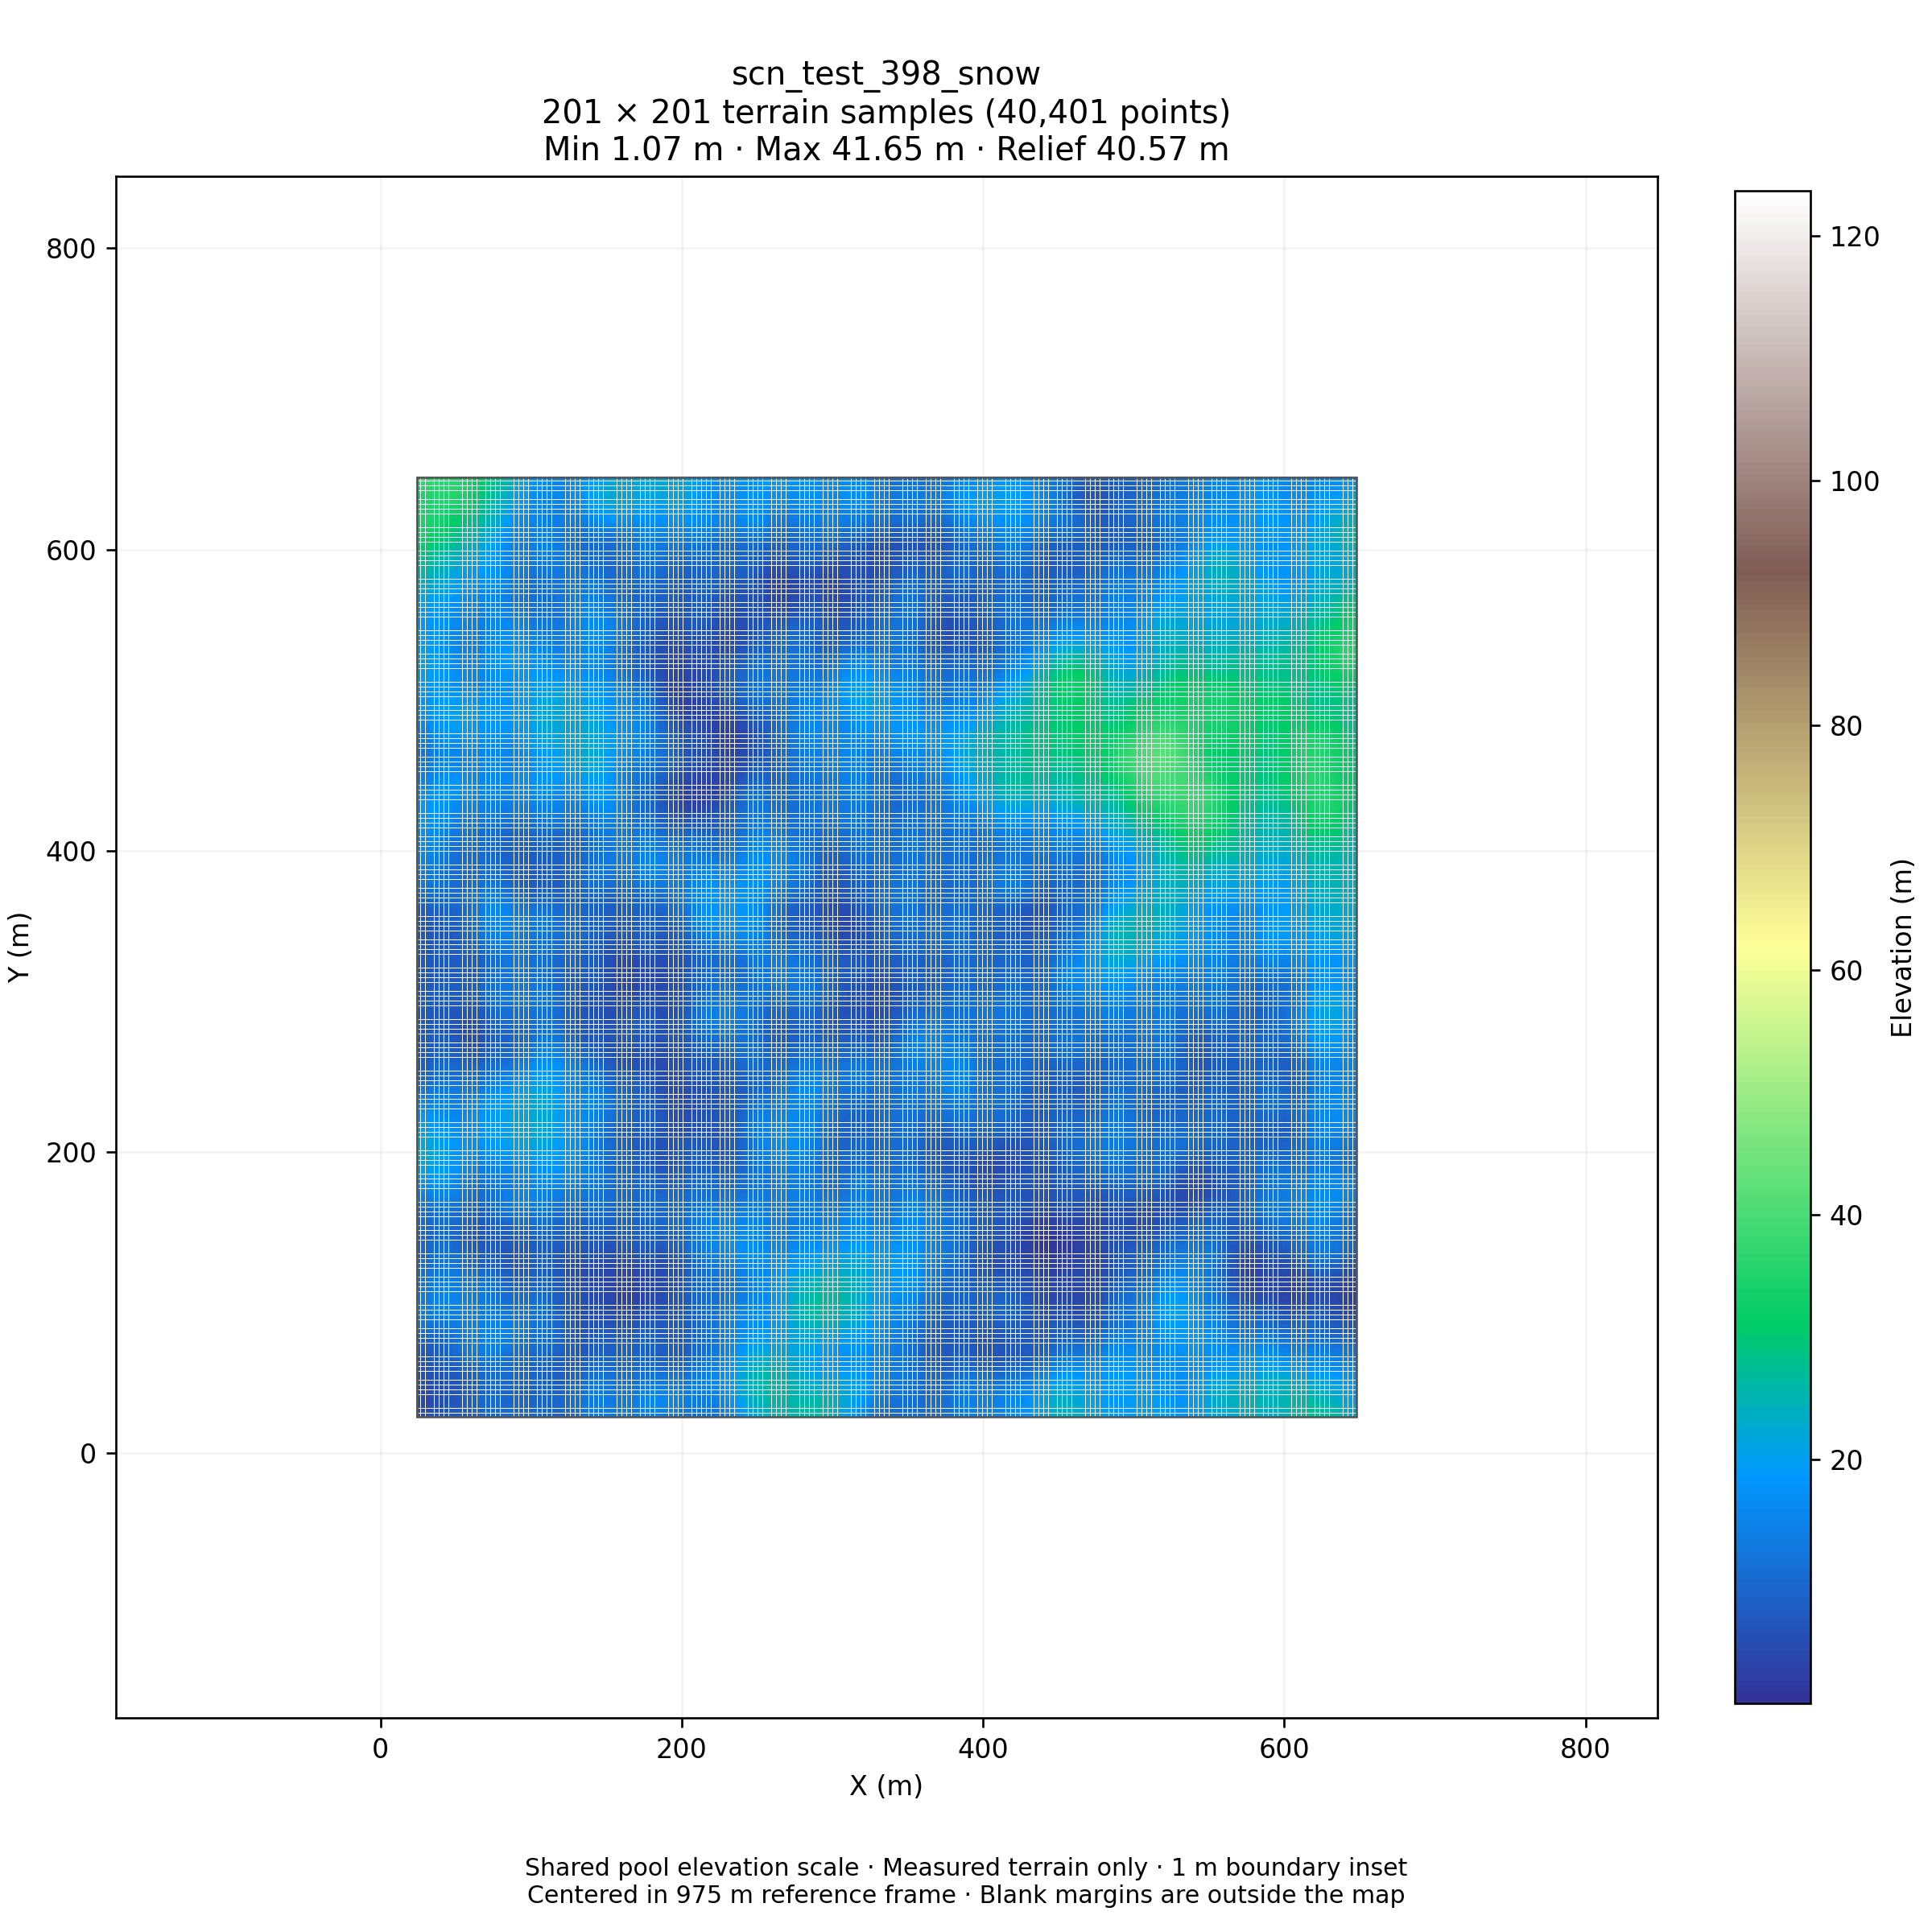 scn_test_398_snow
201 × 201 terrain samples (40,401 points)
Min 1.07 m · Max 41.65 m · Relief 40.57 m
800
600
400
200
0
Y (m)
0
200
400
600
800
X (m)
120
100
80
60
40
20
Elevation (m)
Shared pool elevation scale · Measured terrain only · 1 m boundary inset
Centered in 975 m reference frame · Blank margins are outside the map